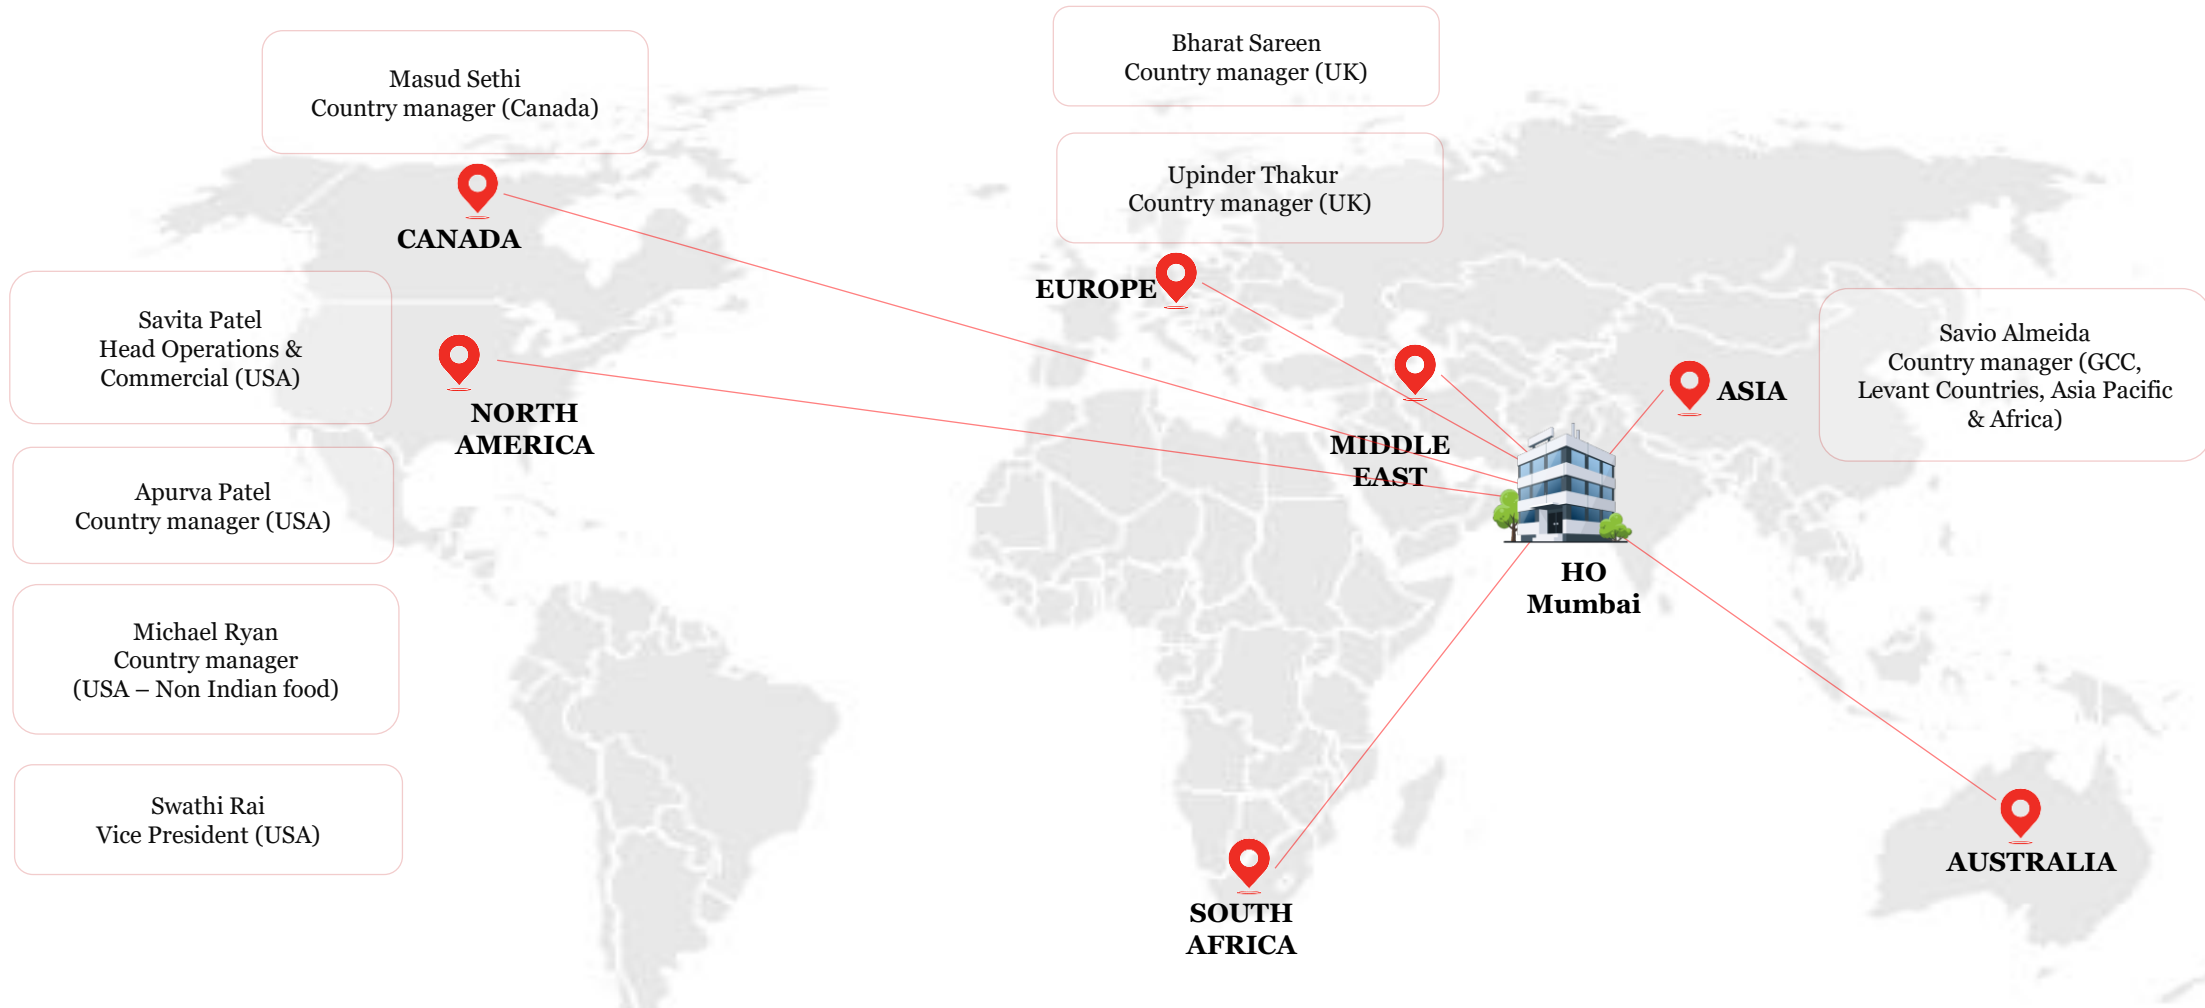 Masud Sethi
Country manager (Canada)
Bharat Sareen
Country manager (UK)
Upinder Thakur
Country manager (UK)
CANADA
EUROPE
Savita Patel
Head Operations &
Commercial (USA)
NORTH
AMERICA
MIDDLE
EAST
ASIA
Savio Almeida
Country manager (GCC,
Levant Countries, Asia Pacific
& Africa)
Apurva Patel
Country manager (USA)
HO
Mumbai
Michael Ryan
Country manager
(USA – Non Indian food)
Swathi Rai
Vice President (USA)
SOUTH
AFRICA
AUSTRALIA